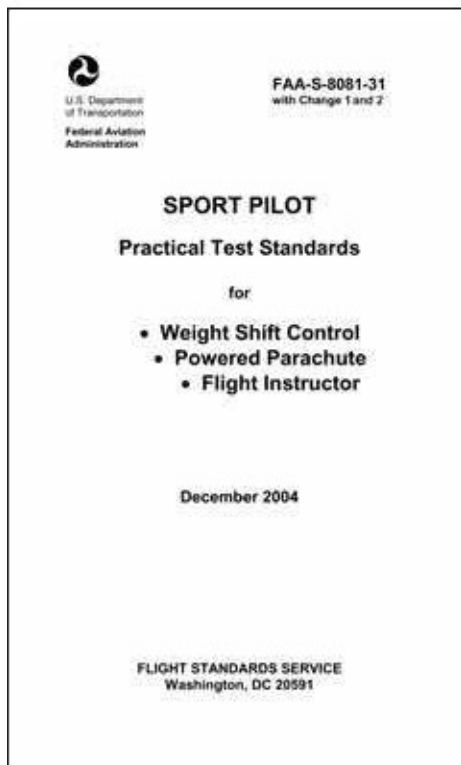 U.S. Department
of Transportation
Federal Aviation
Administration
FAA-S-8081-31
with Change 1 and 2
SPORT PILOT
Practical Test Standards
for
• Weight Shift Control
• Powered Parachute
• Flight Instructor
December 2004
FLIGHT STANDARDS SERVICE
Washington, DC 20591